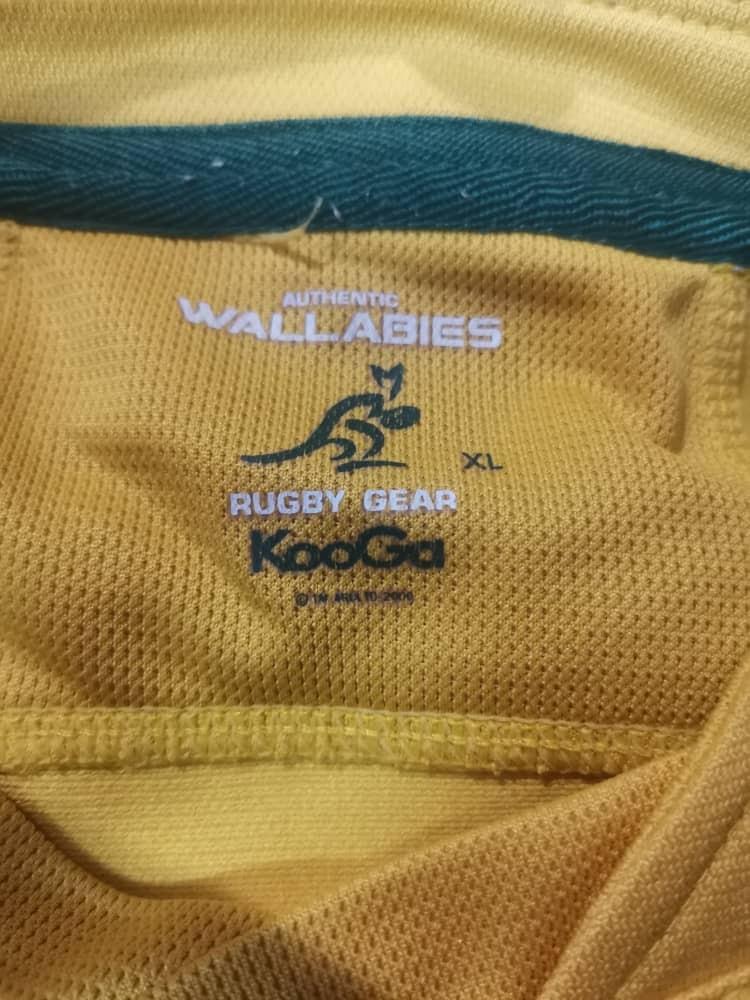 AUTHENTIC
WALLABIES
XL
RUGBY GEAR
KooGa